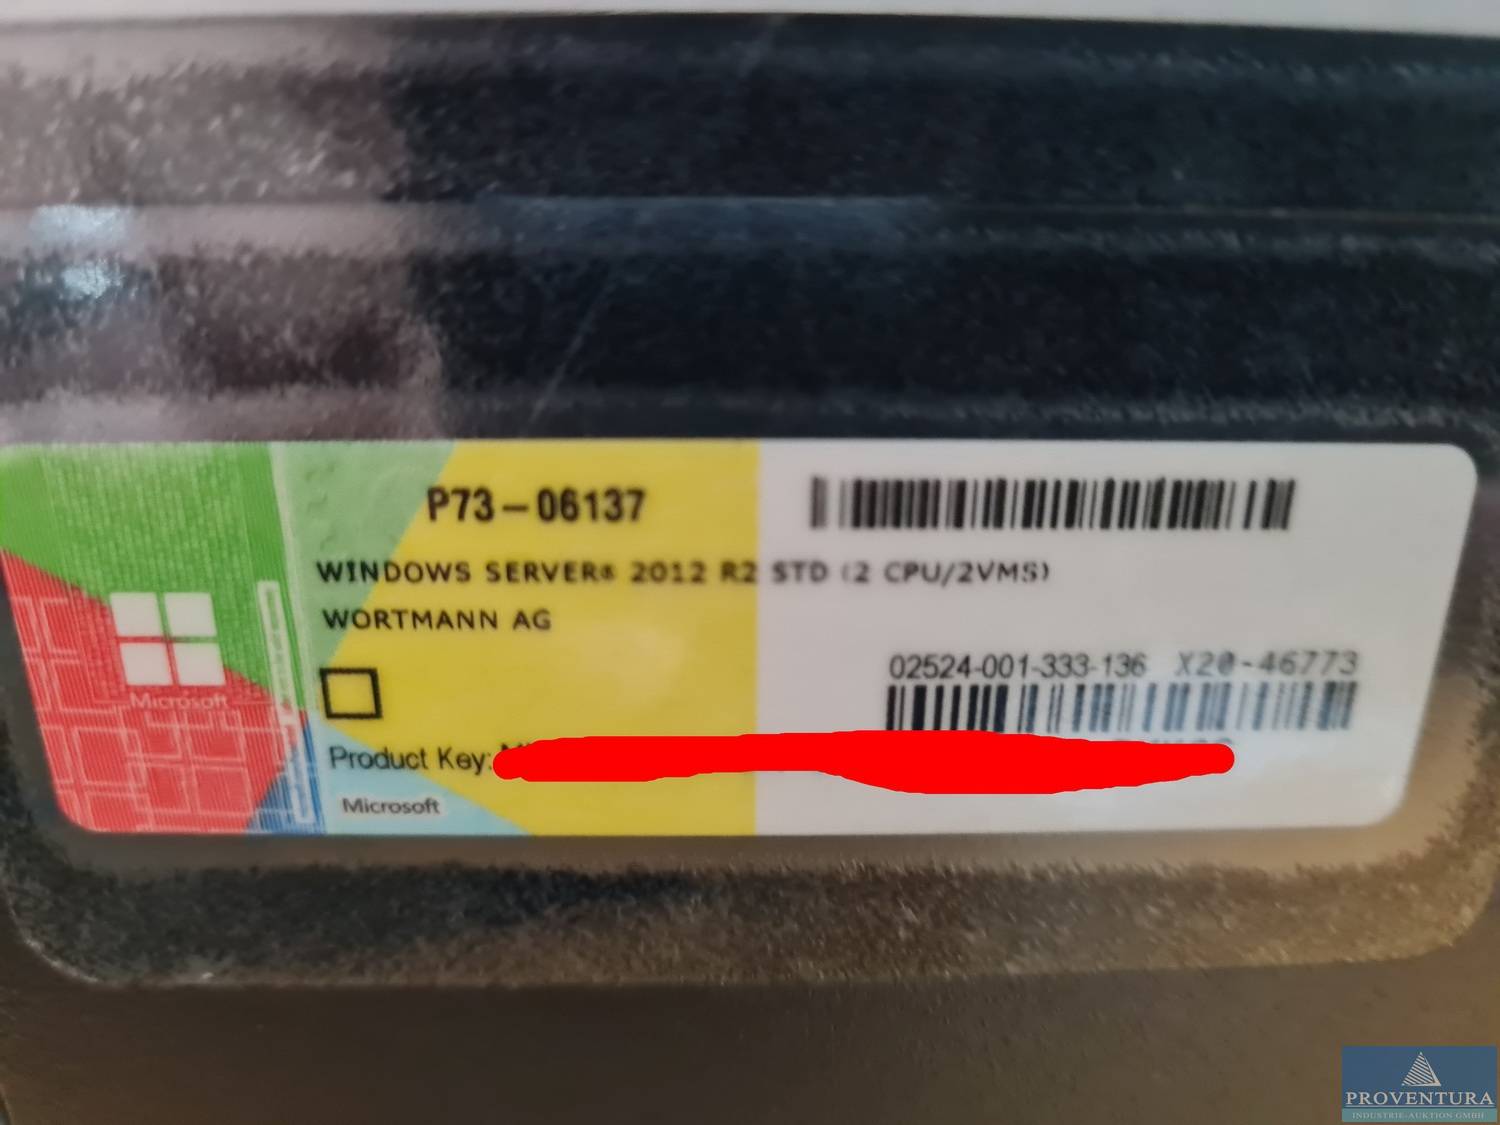 P73-06137
WINDOWS SERVER® 2012 R2 STD (2 CPU/2VMS)
WORTMANN AG
02524-001-333-136 X20-46773
Microsoft
Product Key:
Microsoft
PROVENTURA
INDUSTRIE-AUKTION GMBH